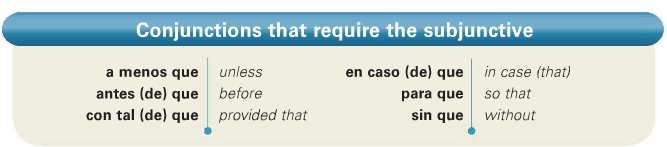 Conjunctions that require the subjunctive
a menos que unless en caso (de) que in case (that)
antes (de) que before para que so that
con tal (de) que provided that sin que without